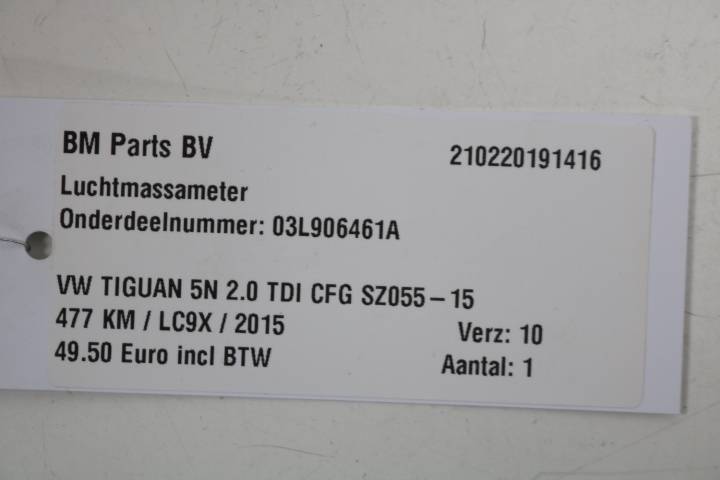 BM Parts BV 210220191416
Luchtmassameter
Onderdeelnummer: 03L906461A
VW TIGUAN 5N 2.0 TDI CFG SZ055-15
477 KM / LC9X / 2015 Verz: 10
49.50 Euro incl BTW Aantal: 1